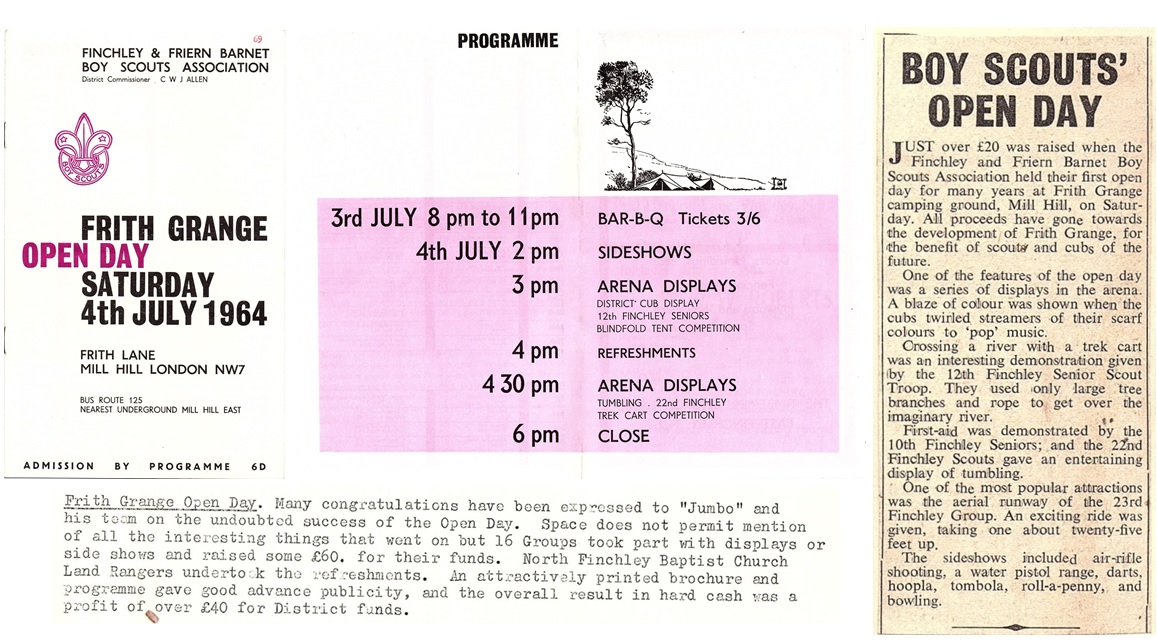 69
FINCHLEY & FRIERN BARNET
BOY SCOUTS ASSOCIATION
District Commissioner . C W J ALLEN
BOY SCOUTS
FRITH GRANGE
OPEN DAY
SATURDAY
4th JULY 1964
FRITH LANE
MILL HILL LONDON NW7
BUS ROUTE 125
NEAREST UNDERGROUND MILL HILL EAST
ADMISSION BY PROGRAMME 6D
PROGRAMME
3rd JULY 8 pm to 11pm BAR-B-Q Tickets 3/6
4th JULY 2 pm SIDESHOWS
3 pm ARENA DISPLAYS
DISTRICT CUB DISPLAY
12th FINCHLEY SENIORS
BLINDFOLD TENT COMPETITION
4 pm REFRESHMENTS
4 30 pm ARENA DISPLAYS
TUMBLING . 22nd FINCHLEY
TREK CART COMPETITION
6 pm CLOSE
Frith Grange Open Day. Many congratulations have been expressed to "Jumbo" and
his team on the undoubted success of the Open Day. Space does not permit mention
of all the interesting things that went on but 16 Groups took part with displays or
side shows and raised some £60. for their funds. North Finchley Baptist Church
Land Rangers undertook the refreshments. An attractively printed brochure and
programme gave good advance publicity, and the overall result in hard cash was a
profit of over £40 for District funds.
BOY SCOUTS'
OPEN DAY
JUST over £20 was raised when the
Finchley and Friern Barnet Boy
Scouts Association held their first open
day for many years at Frith Grange
camping ground, Mill Hill, on Satur-
day. All proceeds have gone towards
the development of Frith Grange, for
the benefit of scouts and cubs of the
future.
One of the features of the open day
was a series of displays in the arena.
A blaze of colour was shown when the
cubs twirled streamers of their scarf
colours to 'pop' music.
Crossing a river with a trek cart
was an interesting demonstration given
by the 12th Finchley Senior Scout
Troop. They used only large tree
branches and rope to get over the
imaginary river.
First-aid was demonstrated by the
10th Finchley Seniors; and the 22nd
Finchley Scouts gave an entertaining
display of tumbling.
One of the most popular attractions
was the aerial runway of the 23rd
Finchley Group. An exciting ride was
given, taking one about twenty-five
feet up.
The sideshows included air-rifle
shooting, a water pistol range, darts,
hoopla, tombola, roll-a-penny, and
bowling.